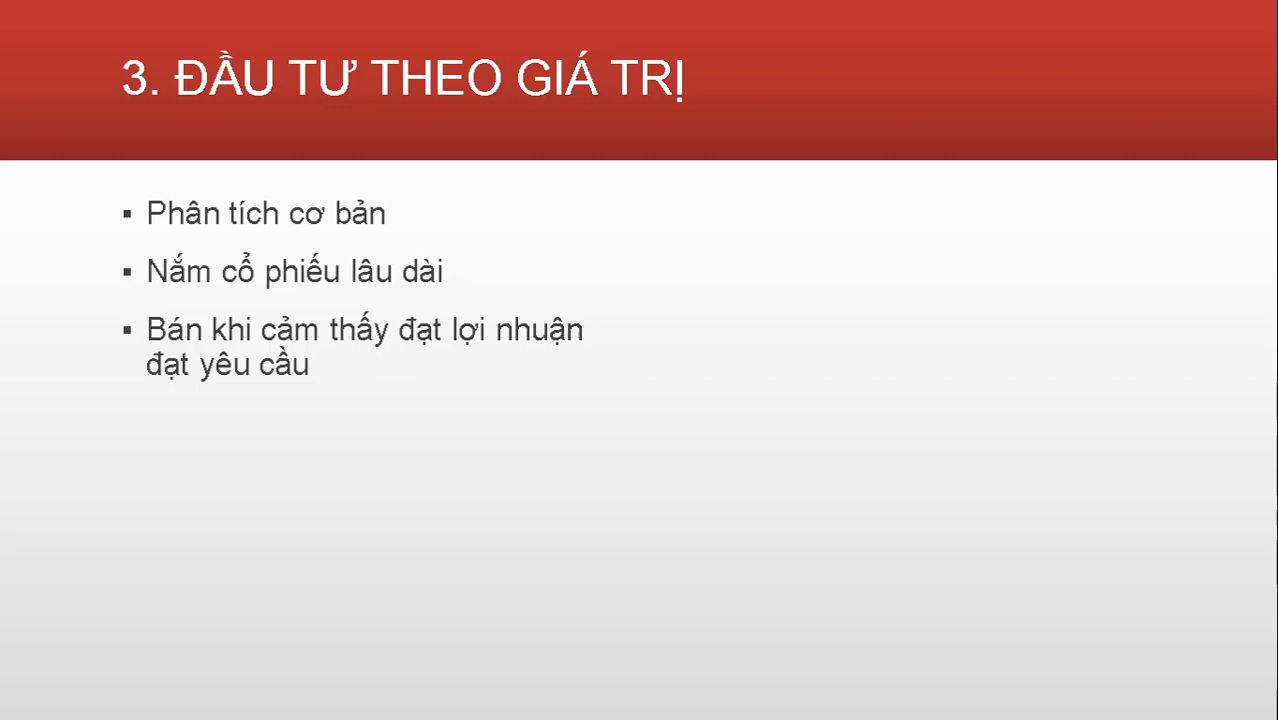 3. ĐẦU TƯ THEO GIÁ TRỊ
▪ Phân tích cơ bản
▪ Nắm cổ phiếu lâu dài
▪ Bán khi cảm thấy đạt lợi nhuận
đạt yêu cầu